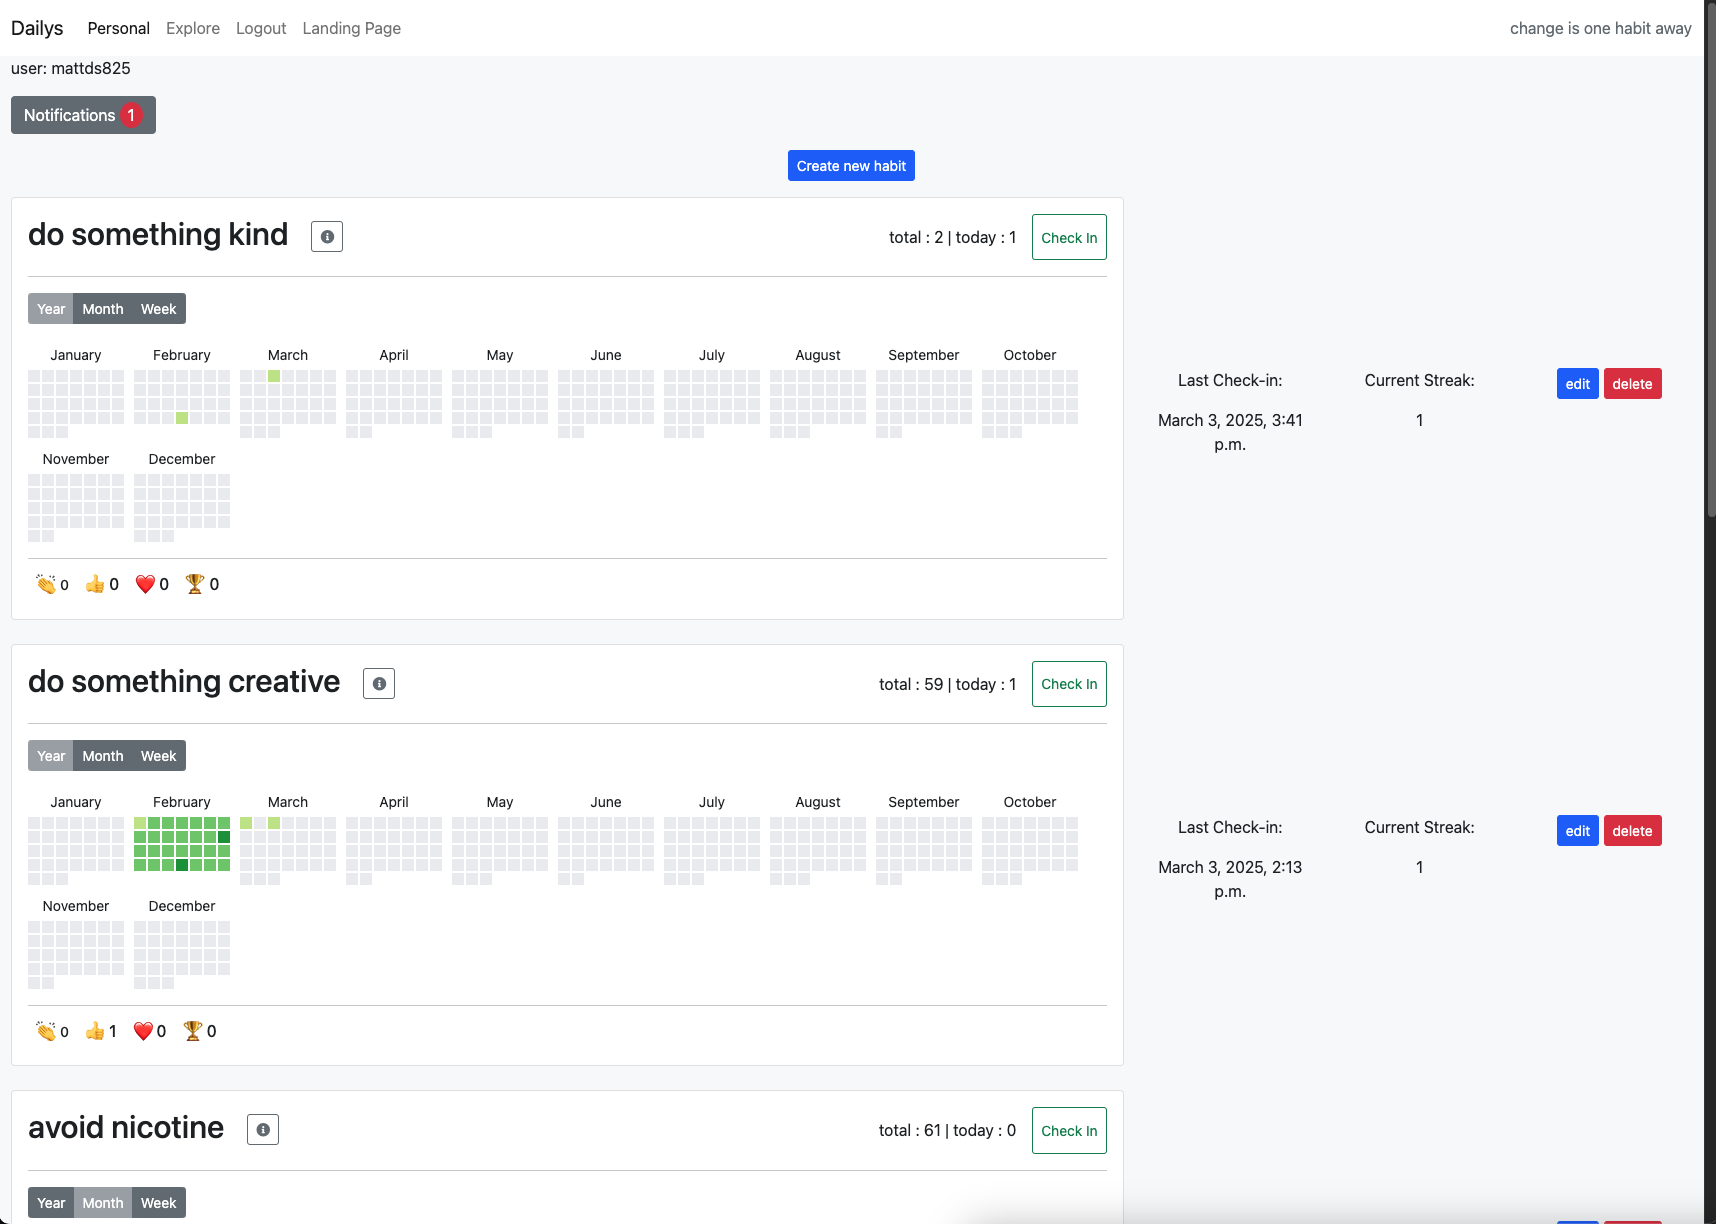 Dailys Personal Explore Logout Landing Page change is one habit away
user: mattds825
Notifications 1
Create new habit
do something kind total : 2 | today : 1 Check In
Year Month Week
January February March April May June July August September October
November December
👏 0 👍 0 ❤️ 0 🏆 0
Last Check-in: Current Streak: edit delete
March 3, 2025, 3:41 1
p.m.
do something creative total : 59 | today : 1 Check In
Year Month Week
January February March April May June July August September October
November December
👏 0 👍 1 ❤️ 0 🏆 0
Last Check-in: Current Streak: edit delete
March 3, 2025, 2:13 1
p.m.
avoid nicotine total : 61 | today : 0 Check In
Year Month Week